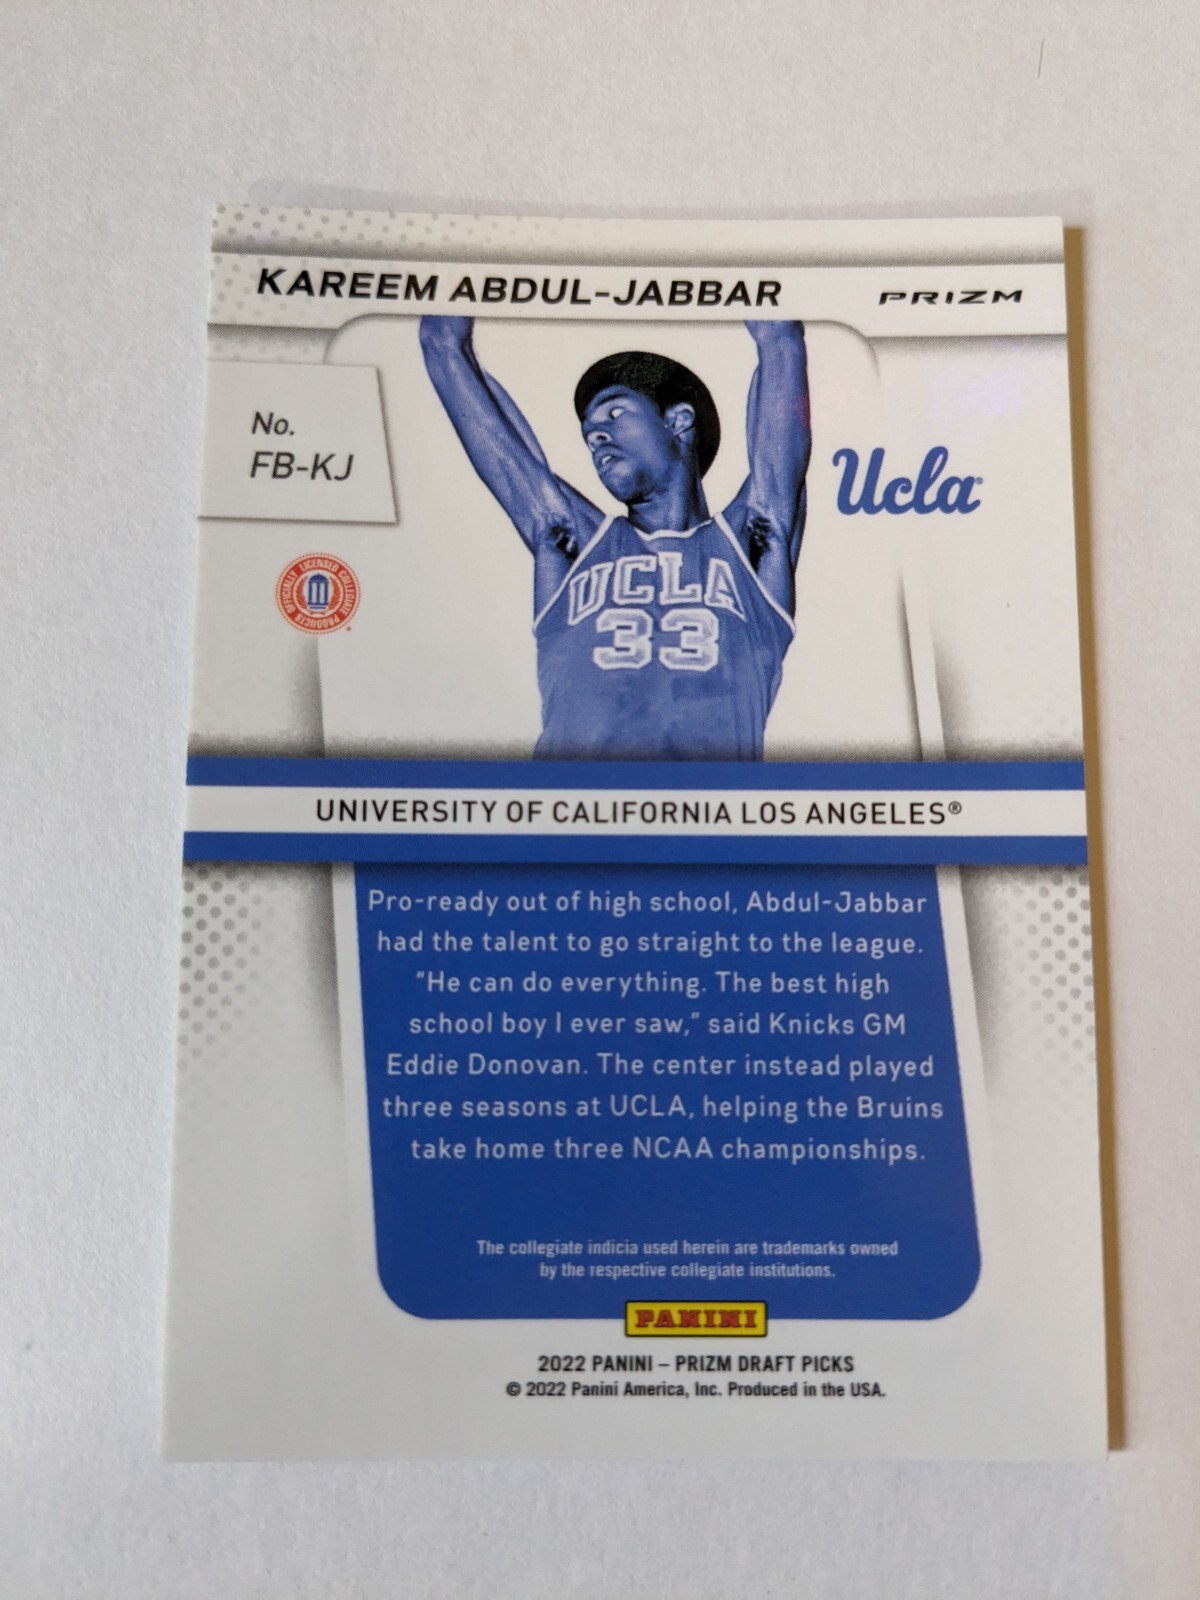 KAREEM ABDUL-JABBAR
PRIZM
No.
FB-KJ
Ucla
OFFICIALLY LICENSED COLLEGIATE PRODUCTS
UCLA
33
UNIVERSITY OF CALIFORNIA LOS ANGELES®
Pro-ready out of high school, Abdul-Jabbar
had the talent to go straight to the league.
“He can do everything. The best high
school boy I ever saw,” said Knicks GM
Eddie Donovan. The center instead played
three seasons at UCLA, helping the Bruins
take home three NCAA championships.
The collegiate indicia used herein are trademarks owned
by the respective collegiate institutions.
PANINI
2022 PANINI – PRIZM DRAFT PICKS
© 2022 Panini America, Inc. Produced in the USA.